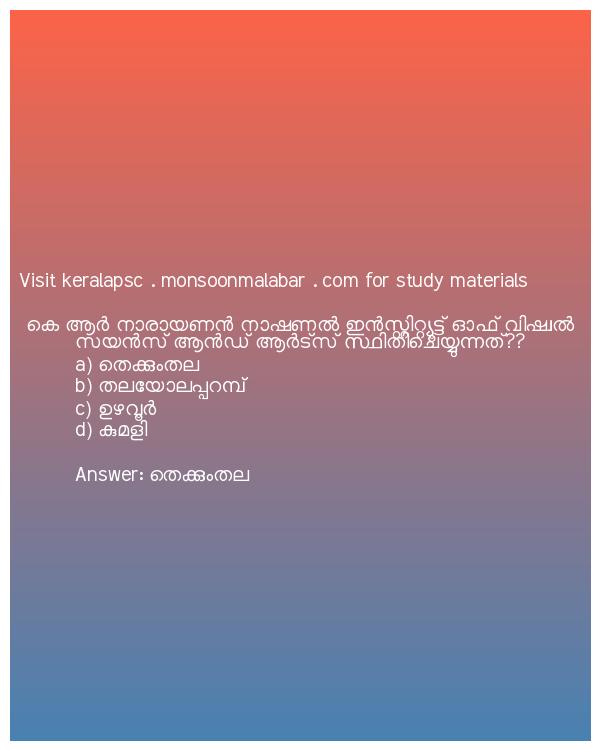 Visit keralapsc . monsoonmalabar . com for study materials
കെ ആർ നാരായണൻ നാഷണൽ ഇൻസ്റ്റിറ്റ്യൂട്ട് ഓഫ് വിഷ്വൽ
സയൻസ് ആൻഡ് ആർട്സ് സ്ഥിതിചെയ്യുന്നത്??
a) തെക്കുംതല
b) തലയോലപ്പറമ്പ്
c) ഉഴവൂർ
d) കുമളി
Answer: തെക്കുംതല